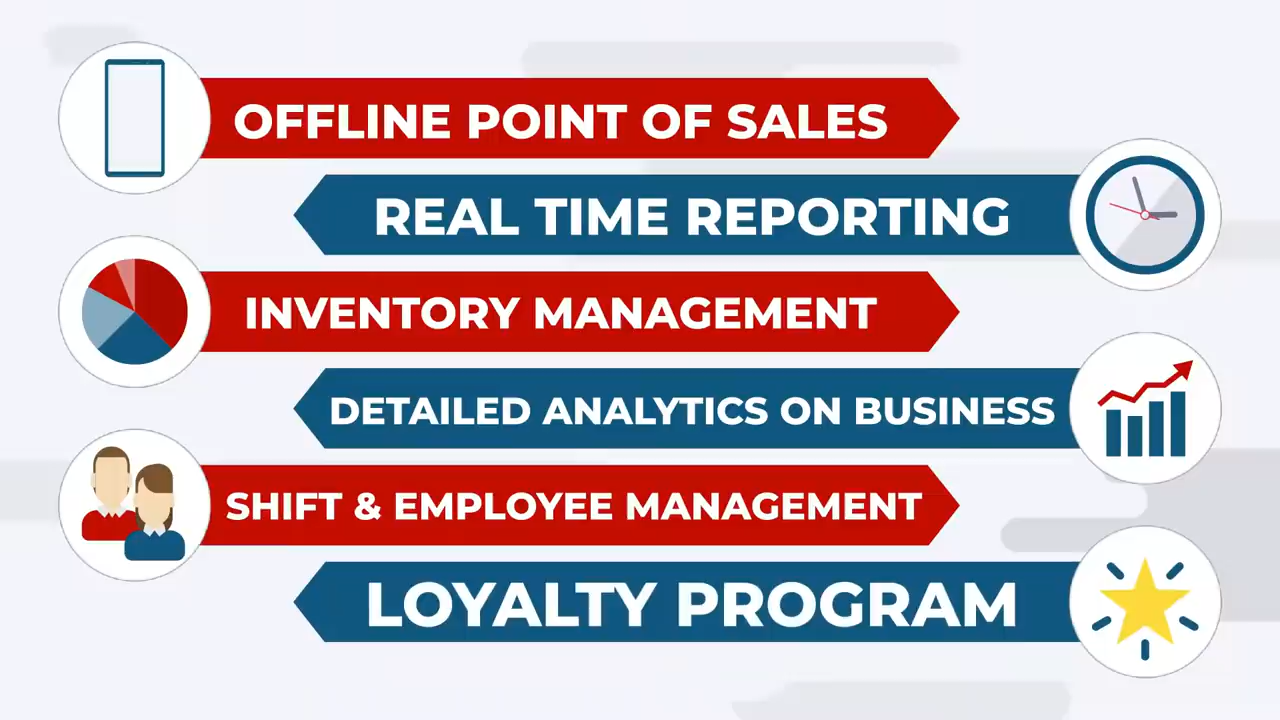 OFFLINE POINT OF SALES
REAL TIME REPORTING
INVENTORY MANAGEMENT
DETAILED ANALYTICS ON BUSINESS
SHIFT & EMPLOYEE MANAGEMENT
LOYALTY PROGRAM